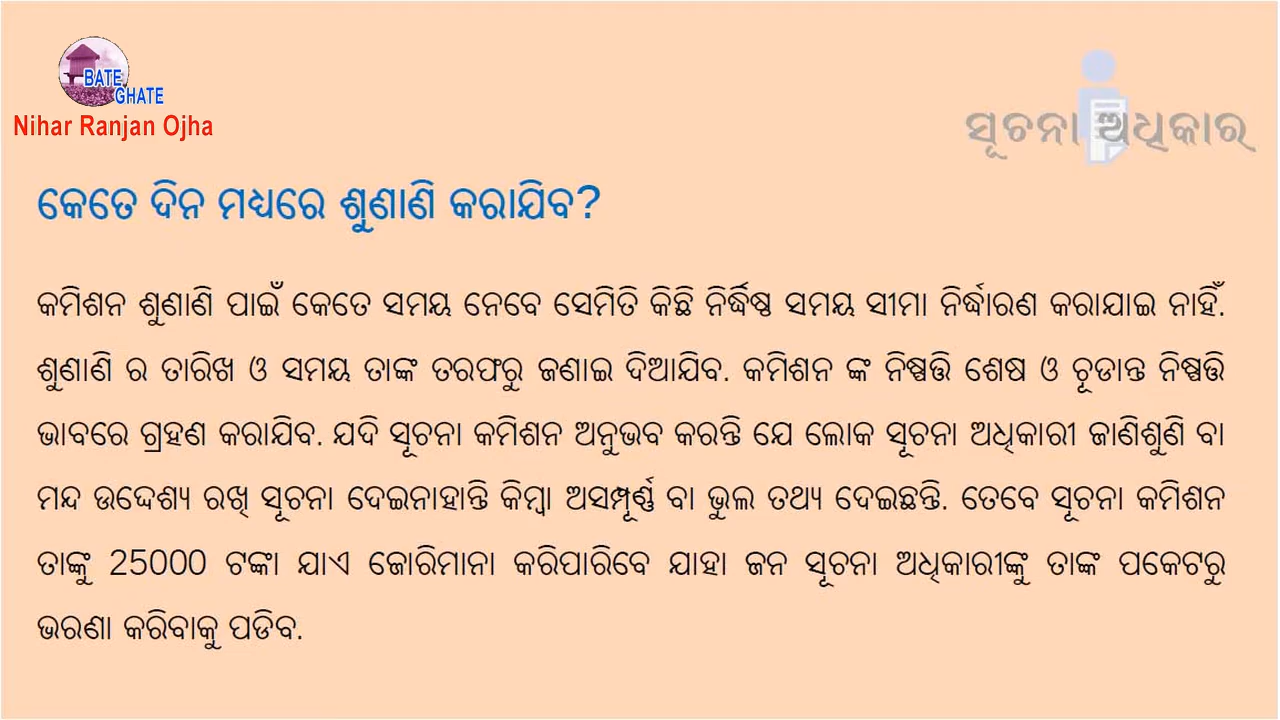 BATE
GHATE
Nihar Ranjan Ojha
ସୂଚନା ଅଧିକାର
କେତେ ଦିନ ମଧ୍ୟରେ ଶୁଣାଣି କରାଯିବ?
କମିଶନ ଶୁଣାଣି ପାଇଁ କେତେ ସମୟ ନେବେ ସେମିତି କିଛି ନିର୍ଦ୍ଧିଷ୍ଟ ସମୟ ସୀମା ନିର୍ଦ୍ଧାରଣ କରାଯାଇ ନାହିଁ.
ଶୁଣାଣି ର ତାରିଖ ଓ ସମୟ ତାଙ୍କ ତରଫରୁ ଜଣାଇ ଦିଆଯିବ. କମିଶନ ଙ୍କ ନିଷ୍ପତ୍ତି ଶେଷ ଓ ଚୂଡାନ୍ତ ନିଷ୍ପତ୍ତି
ଭାବରେ ଗ୍ରହଣ କରାଯିବ. ଯଦି ସୂଚନା କମିଶନ ଅନୁଭବ କରନ୍ତି ଯେ ଲୋକ ସୂଚନା ଅଧିକାରୀ ଜାଣିଶୁଣି ବା
ମନ୍ଦ ଉଦ୍ଦେଶ୍ୟ ରଖି ସୂଚନା ଦେଇନାହାନ୍ତି କିମ୍ବା ଅସମ୍ପୂର୍ଣ୍ଣ ବା ଭୁଲ ତଥ୍ୟ ଦେଇଛନ୍ତି. ତେବେ ସୂଚନା କମିଶନ
ତାଙ୍କୁ 25000 ଟଙ୍କା ଯାଏ ଜୋରିମାନା କରିପାରିବେ ଯାହା ଜନ ସୂଚନା ଅଧିକାରୀଙ୍କୁ ତାଙ୍କ ପକେଟରୁ
ଭରଣା କରିବାକୁ ପଡିବ.